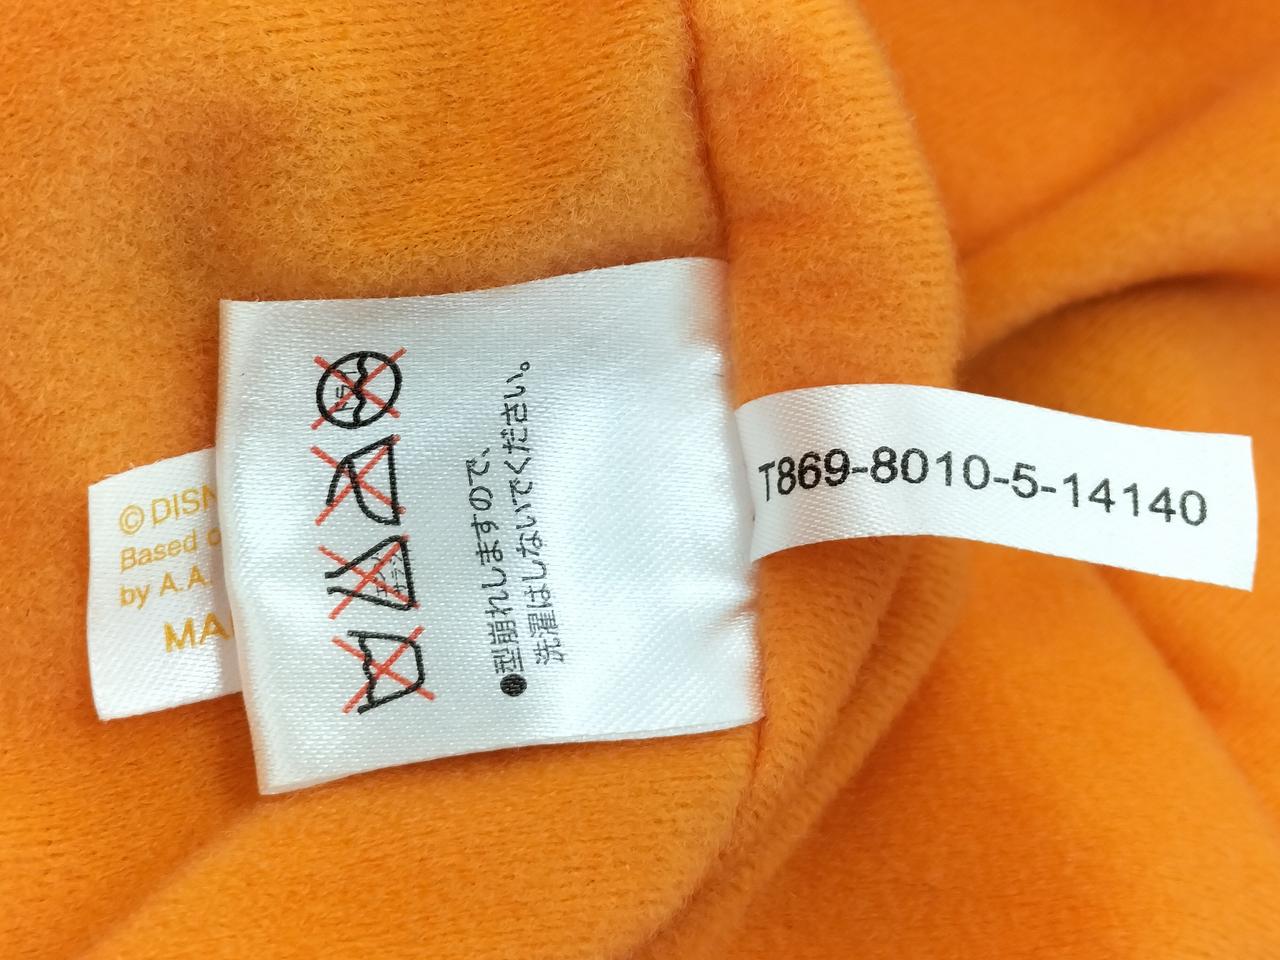 © DISN
Based o
by A.A.
MA
●型崩れしますので、
洗濯はしないでください。
T869-8010-5-14140